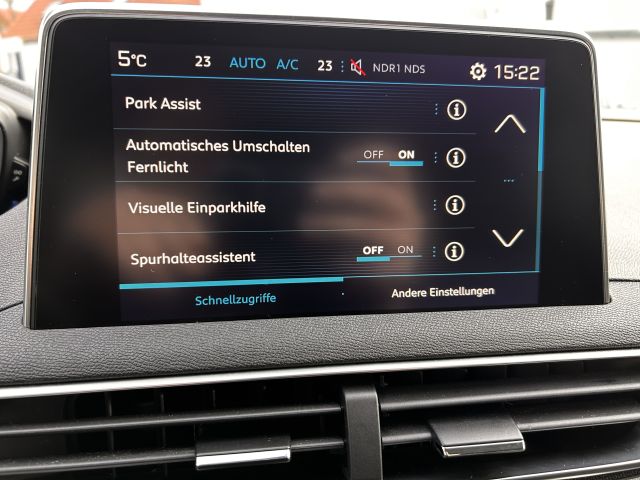 5°C 23 AUTO A/C 23 NDR1 NDS 15:22
Park Assist
Automatisches Umschalten
Fernlicht OFF ON
Visuelle Einparkhilfe
Spurhalteassistent OFF ON
Schnellzugriffe Andere Einstellungen